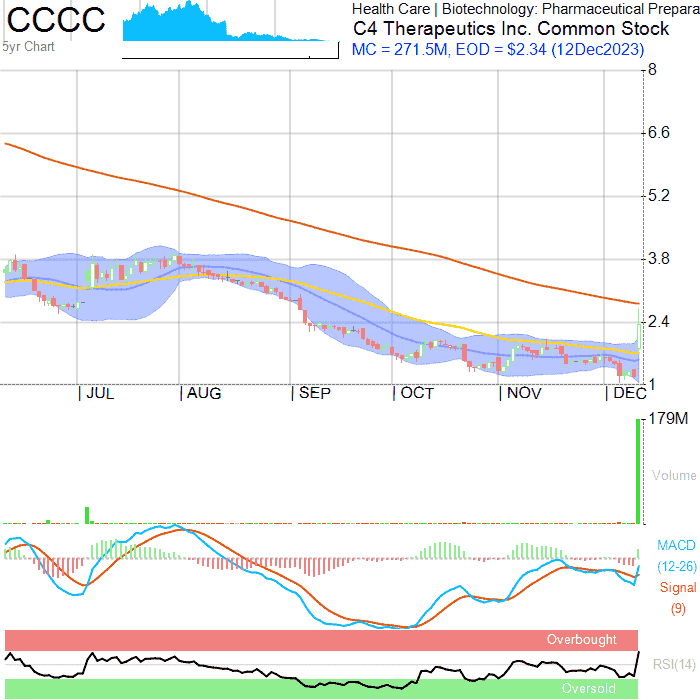 CCCC
5yr Chart
Health Care | Biotechnology: Pharmaceutical Prepara
C4 Therapeutics Inc. Common Stock
MC = 271.5M, EOD = $2.34 (12Dec2023)
8
6.6
5.2
3.8
2.4
1
JUL AUG SEP OCT NOV DEC
179M
Volume
MACD
(12-26)
Signal
(9)
Overbought
RSI(14)
Oversold